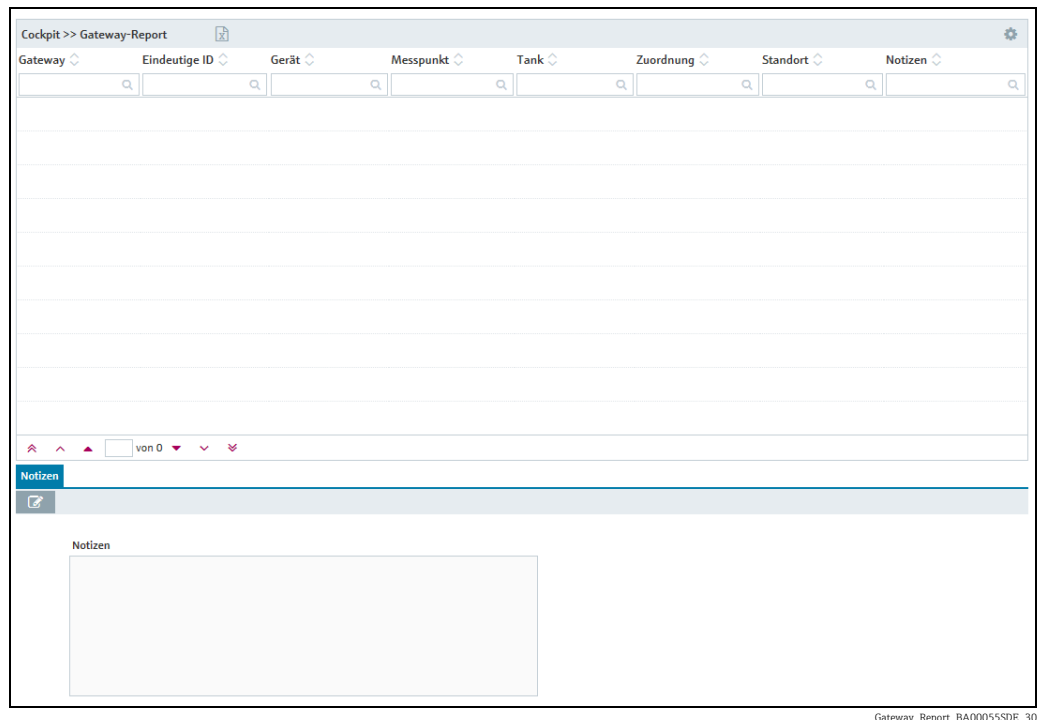 Cockpit >> Gateway-Report
Gateway Eindeutige ID Gerät Messpunkt Tank Zuordnung Standort Notizen
von 0
Notizen
Notizen
Gateway_Report_BA00055SDE_30